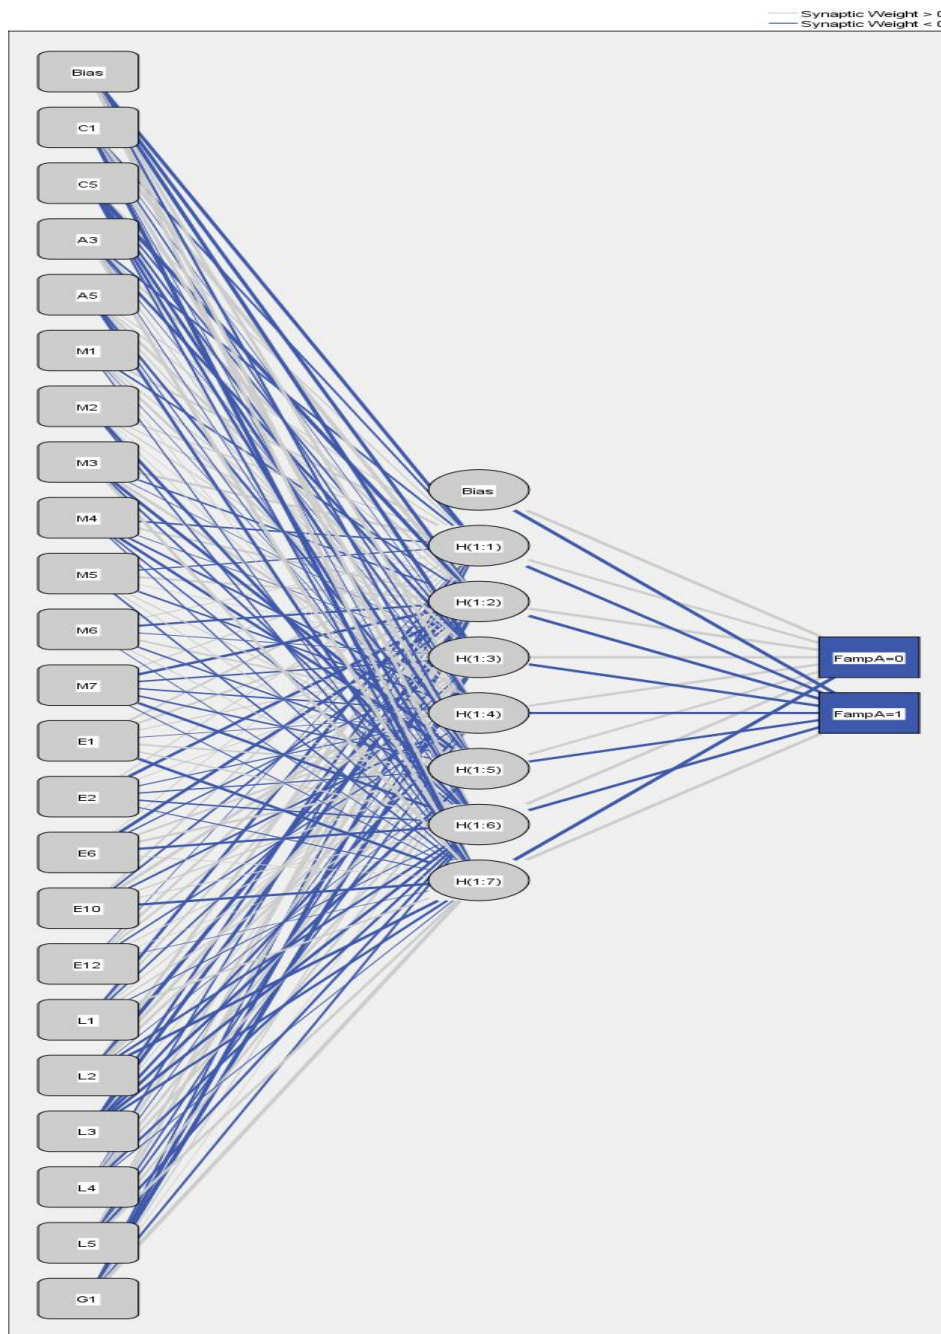 Synaptic Weight > 0
Synaptic Weight < 0
Bias
C1
C5
A3
A5
M1
M2
M3
M4
M5
M6
M7
E1
E2
E6
E10
E12
L1
L2
L3
L4
L5
G1
Bias
H(1:1)
H(1:2)
H(1:3)
H(1:4)
H(1:5)
H(1:6)
H(1:7)
FampA=0
FampA=1